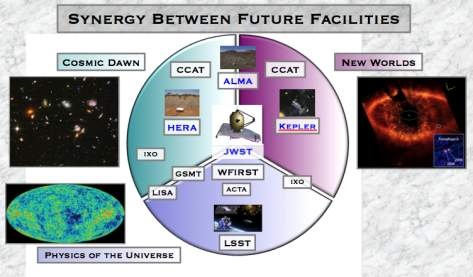 Synergy Between Future Facilities
Cosmic Dawn
New Worlds
CCAT
CCAT
ALMA
HERA
Kepler
JWST
IXO
GSMT
WFIRST
IXO
LISA
ACTA
LSST
Physics of the Universe